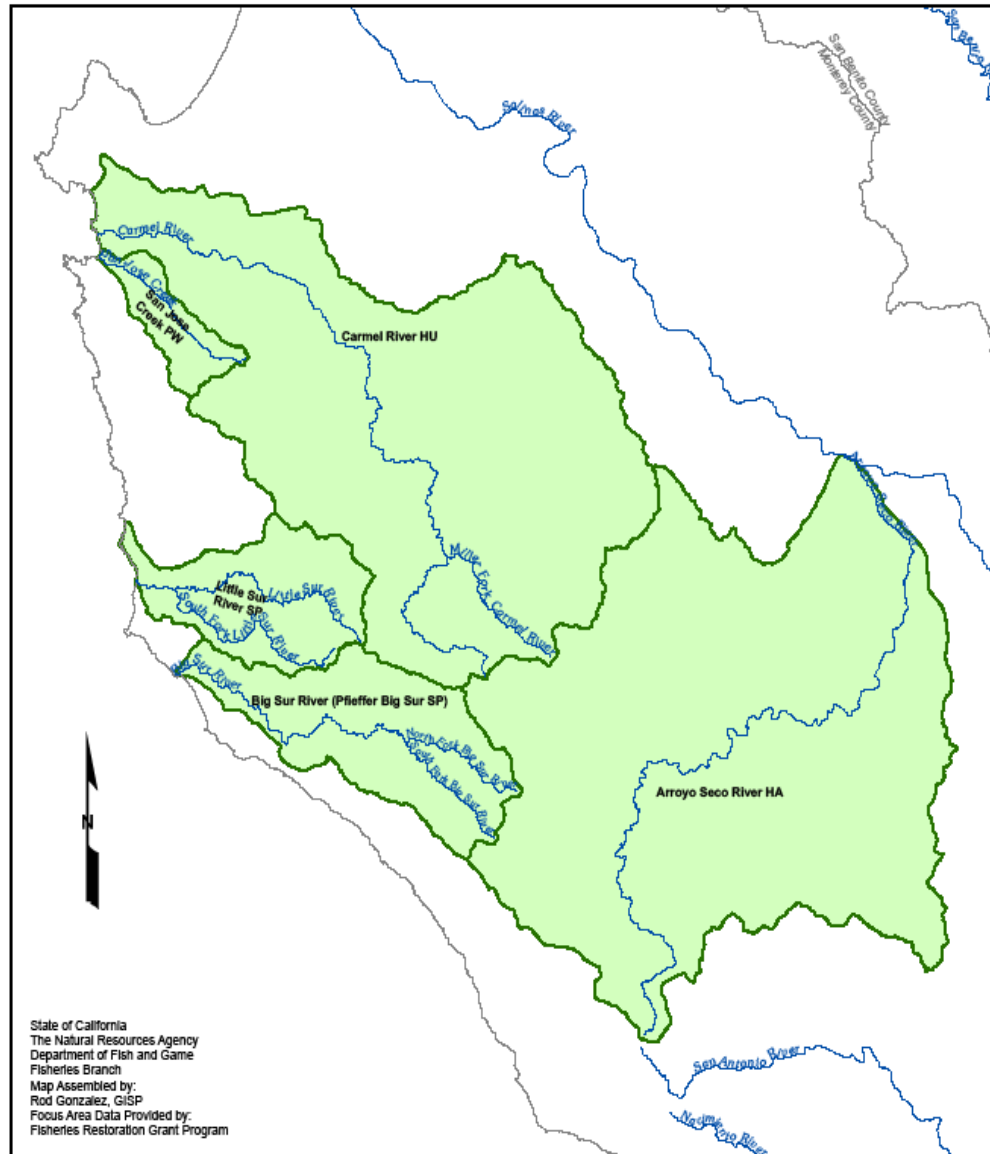 San Benito
Salinas River
San Benito County
Monterey County
Carmel River
San Jose Creek
San Jose
Creek PW
Carmel River HU
Arroyo Seco River
Miller Fork Carmel River
Little Sur
River SP
Little Sur River
South Fork Little Sur River
Sur River
Big Sur River (Pfieffer Big Sur SP)
North Fork Big Sur River
South Fork Big Sur River
Arroyo Seco River HA
N
State of California
The Natural Resources Agency
Department of Fish and Game
Fisheries Branch
Map Assembled by:
Rod Gonzalez, GISP
Focus Area Data Provided by:
Fisheries Restoration Grant Program
San Antonio River
Nacimiento River